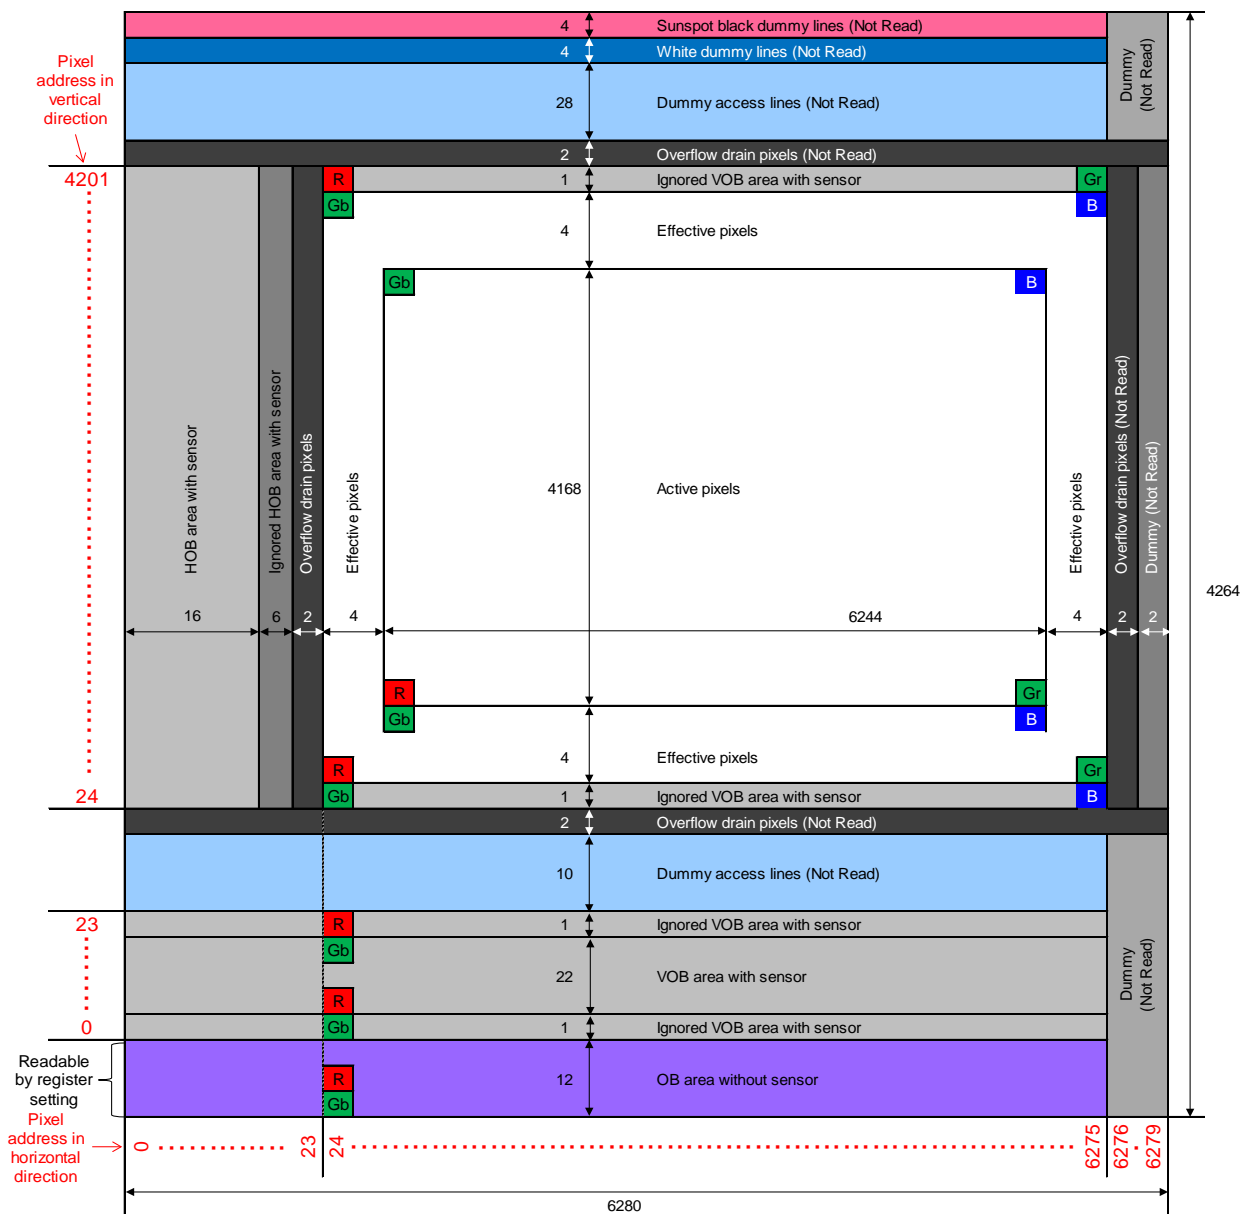 4 Sunspot black dummy lines (Not Read)
4 White dummy lines (Not Read)
28 Dummy access lines (Not Read)
Dummy
(Not Read)
2 Overflow drain pixels (Not Read)
Pixel
address in
vertical
direction
4201
R 1 Ignored VOB area with sensor Gr
Gb B
4 Effective pixels
Gb B
HOB area with sensor
Ignored HOB area with sensor
Overflow drain pixels
Effective pixels
4168 Active pixels
Effective pixels
Overflow drain pixels (Not Read)
Dummy (Not Read)
4264
16 6 2 4 6244 4 2 2
R Gr
Gb B
4 Effective pixels
R Gr
24
Gb 1 Ignored VOB area with sensor B
2 Overflow drain pixels (Not Read)
10 Dummy access lines (Not Read)
23
R 1 Ignored VOB area with sensor
Gb
22 VOB area with sensor
R
0
Gb 1 Ignored VOB area with sensor
Dummy
(Not Read)
Readable
by register
setting
R 12 OB area without sensor
Gb
Pixel
address in
horizontal
direction
0 23 24 6275 6276 6279
6280